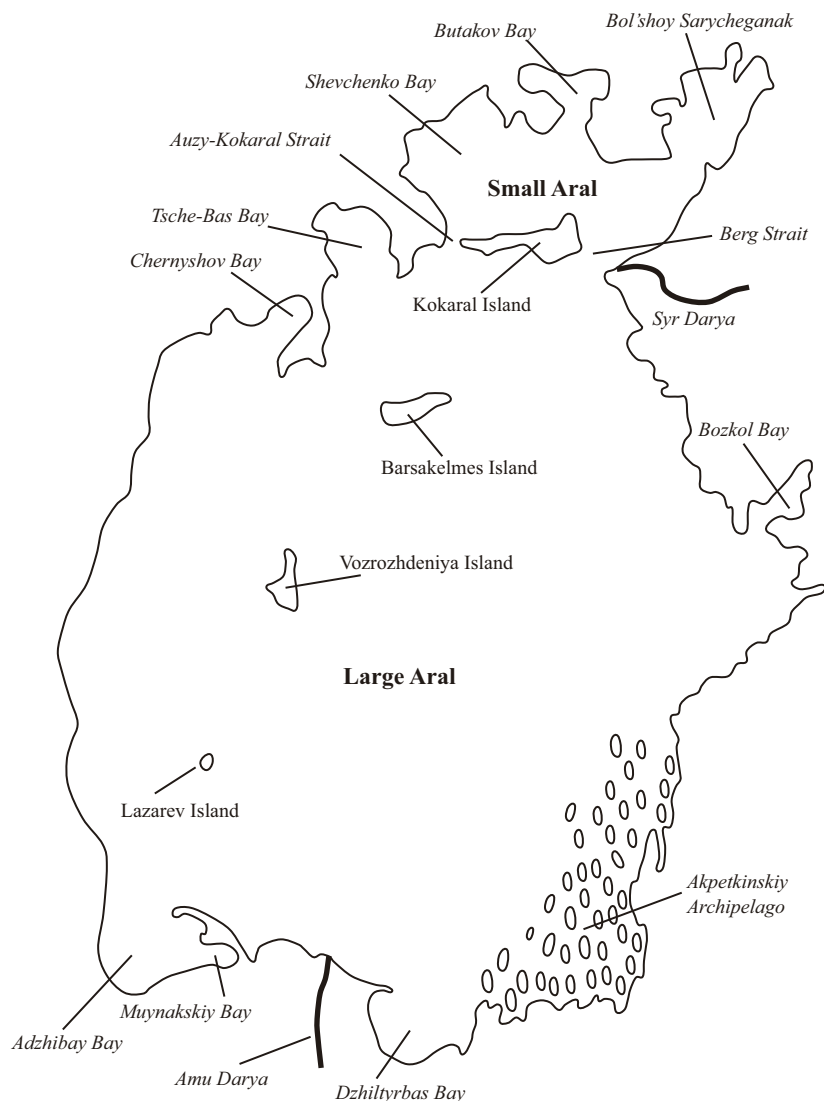 Bol’shoy Sarycheganak
Butakov Bay
Shevchenko Bay
Auzy-Kokaral Strait
Small Aral
Tsche-Bas Bay
Berg Strait
Chernyshov Bay
Kokaral Island
Syr Darya
Bozkol Bay
Barsakelmes Island
Vozrozhdeniya Island
Large Aral
Lazarev Island
Akpetkinskiy
Archipelago
Muynakskiy Bay
Adzhibay Bay
Amu Darya
Dzhiltyrbas Bay